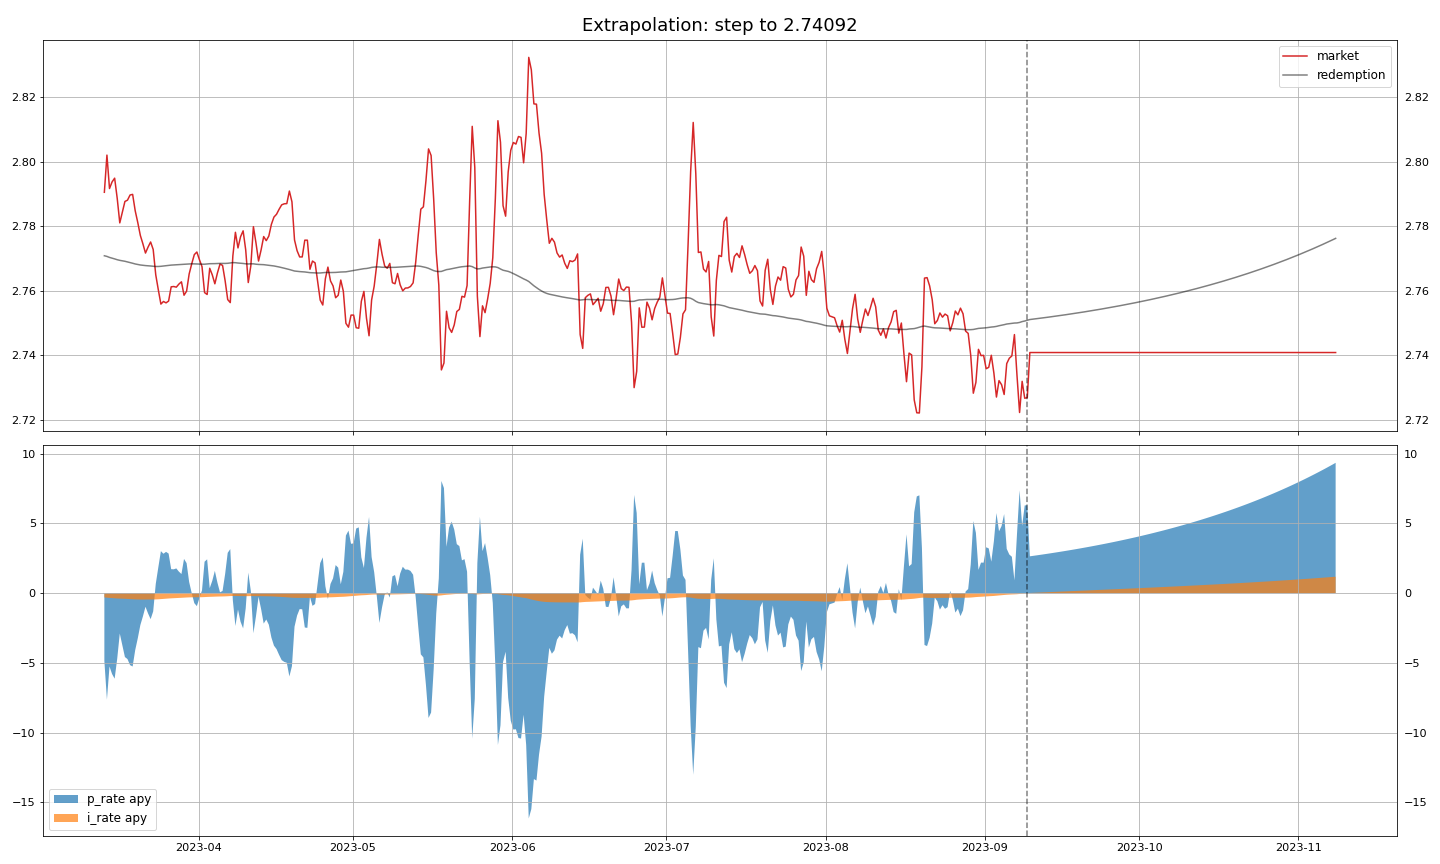 Extrapolation: step to 2.74092
market
redemption
2.82 2.82
2.80 2.80
2.78 2.78
2.76 2.76
2.74 2.74
2.72 2.72
10 10
5 5
0 0
−5 −5
−10 −10
−15 −15
p_rate apy
i_rate apy
2023-04 2023-05 2023-06 2023-07 2023-08 2023-09 2023-10 2023-11